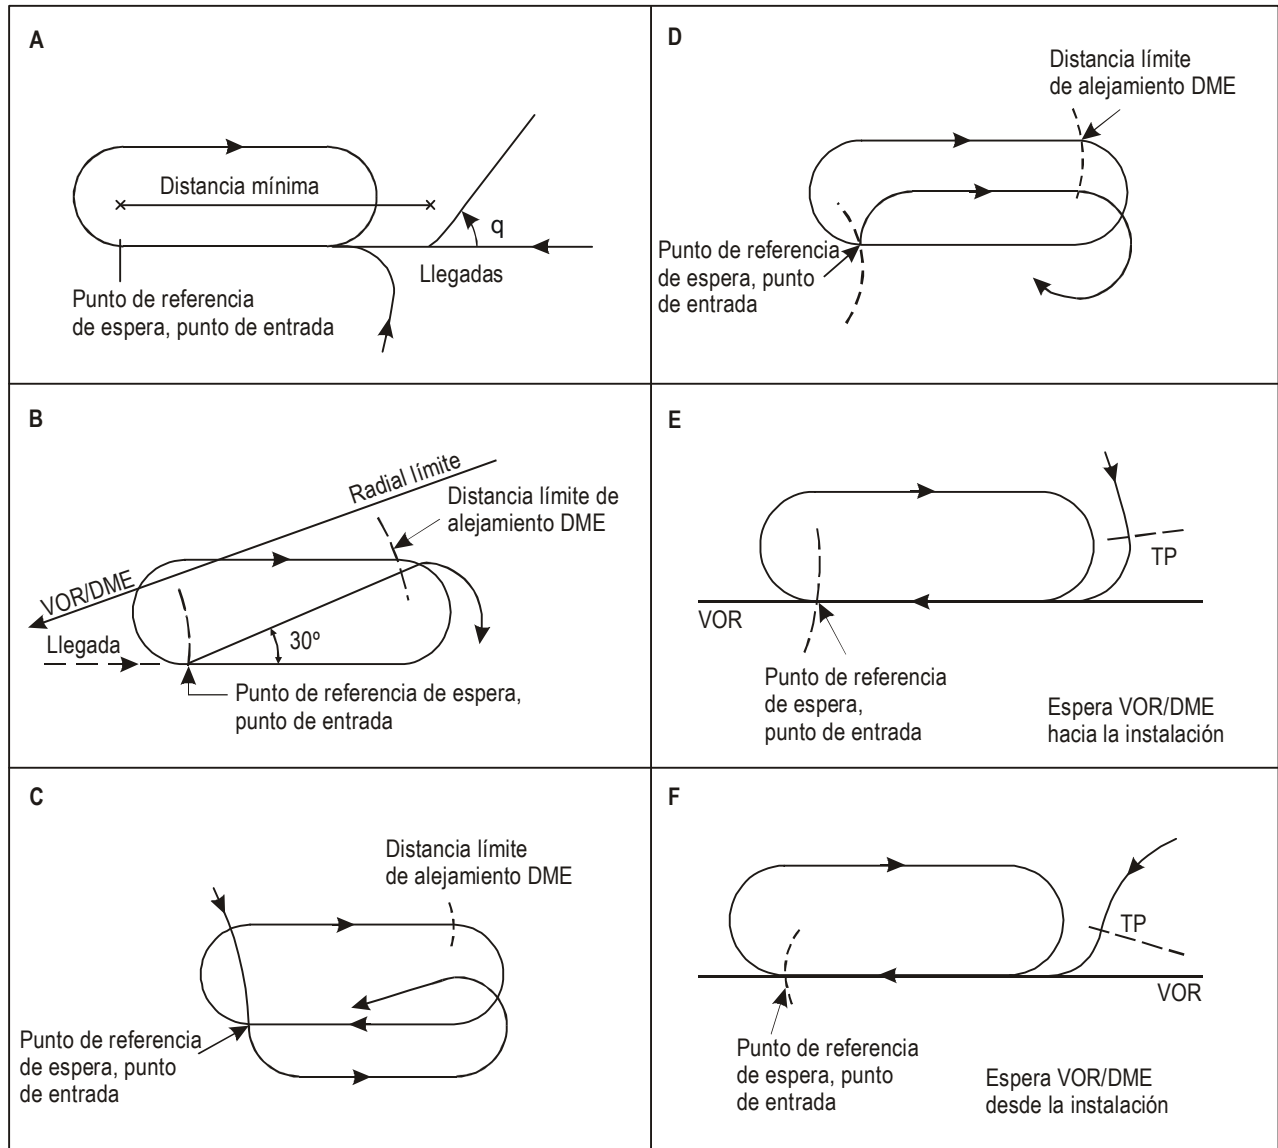 A
Distancia mínima
q
Llegadas
Punto de referencia
de espera, punto de entrada
D
Distancia límite
de alejamiento DME
Punto de referencia
de espera, punto
de entrada
B
Radial límite
Distancia límite de
alejamiento DME
VOR/DME
Llegada
30º
Punto de referencia de espera,
punto de entrada
E
TP
VOR
Punto de referencia
de espera,
punto de entrada
Espera VOR/DME
hacia la instalación
C
Distancia límite
de alejamiento DME
Punto de referencia
de espera, punto
de entrada
F
TP
VOR
Punto de referencia
de espera, punto
de entrada
Espera VOR/DME
desde la instalación